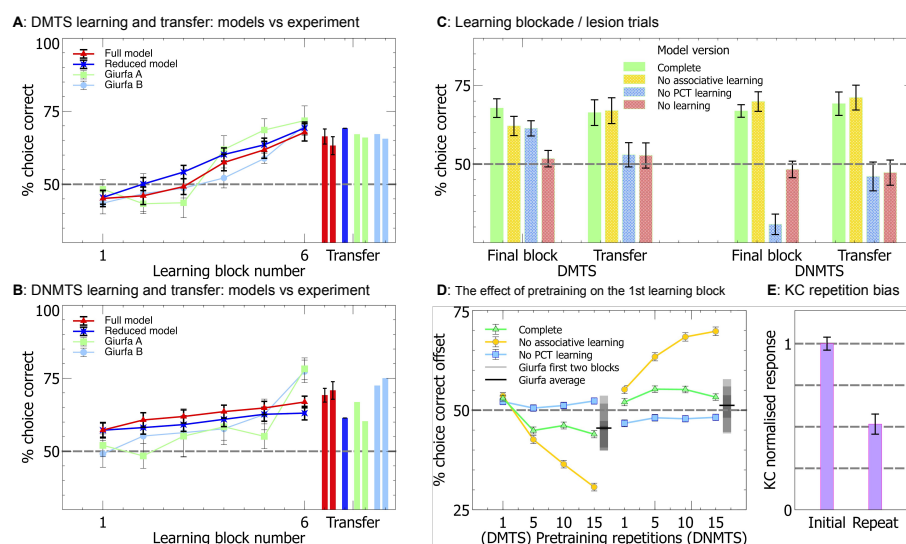 A: DMTS learning and transfer: models vs experiment
100
75
50
% choice correct
Full model
Reduced model
Giurfa A
Giurfa B
1
6
Transfer
Learning block number
B: DNMTS learning and transfer: models vs experiment
100
75
50
% choice correct
Full model
Reduced model
Giurfa A
Giurfa B
1
6
Transfer
Learning block number
C: Learning blockade / lesion trials
75
50
% choice correct
Model version
Complete
No associative learning
No PCT learning
No learning
Final block
Transfer
Final block
Transfer
DMTS
DNMTS
D: The effect of pretraining on the 1st learning block
75
50
25
% choice correct offset
Complete
No associative learning
No PCT learning
Giurfa first two blocks
Giurfa average
1 5 10 15 1 5 10 15
(DMTS) Pretraining repetitions (DNMTS)
E: KC repetition bias
1
0
KC normalised response
Initial Repeat